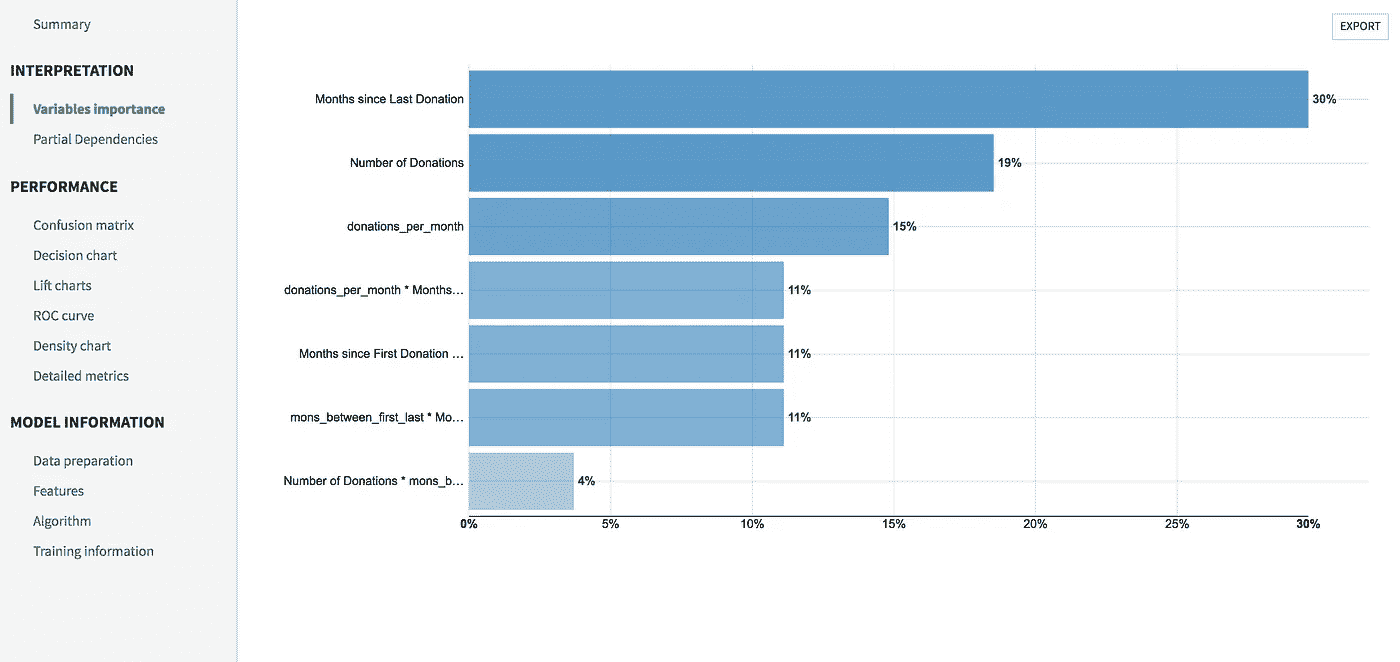 Summary
INTERPRETATION
Variables importance
Partial Dependencies
PERFORMANCE
Confusion matrix
Decision chart
Lift charts
ROC curve
Density chart
Detailed metrics
MODEL INFORMATION
Data preparation
Features
Algorithm
Training information
EXPORT
Months since Last Donation 30%
Number of Donations 19%
donations_per_month 15%
donations_per_month * Months... 11%
Months since First Donation ... 11%
mons_between_first_last * Mo... 11%
Number of Donations * mons_b... 4%
0% 5% 10% 15% 20% 25% 30%